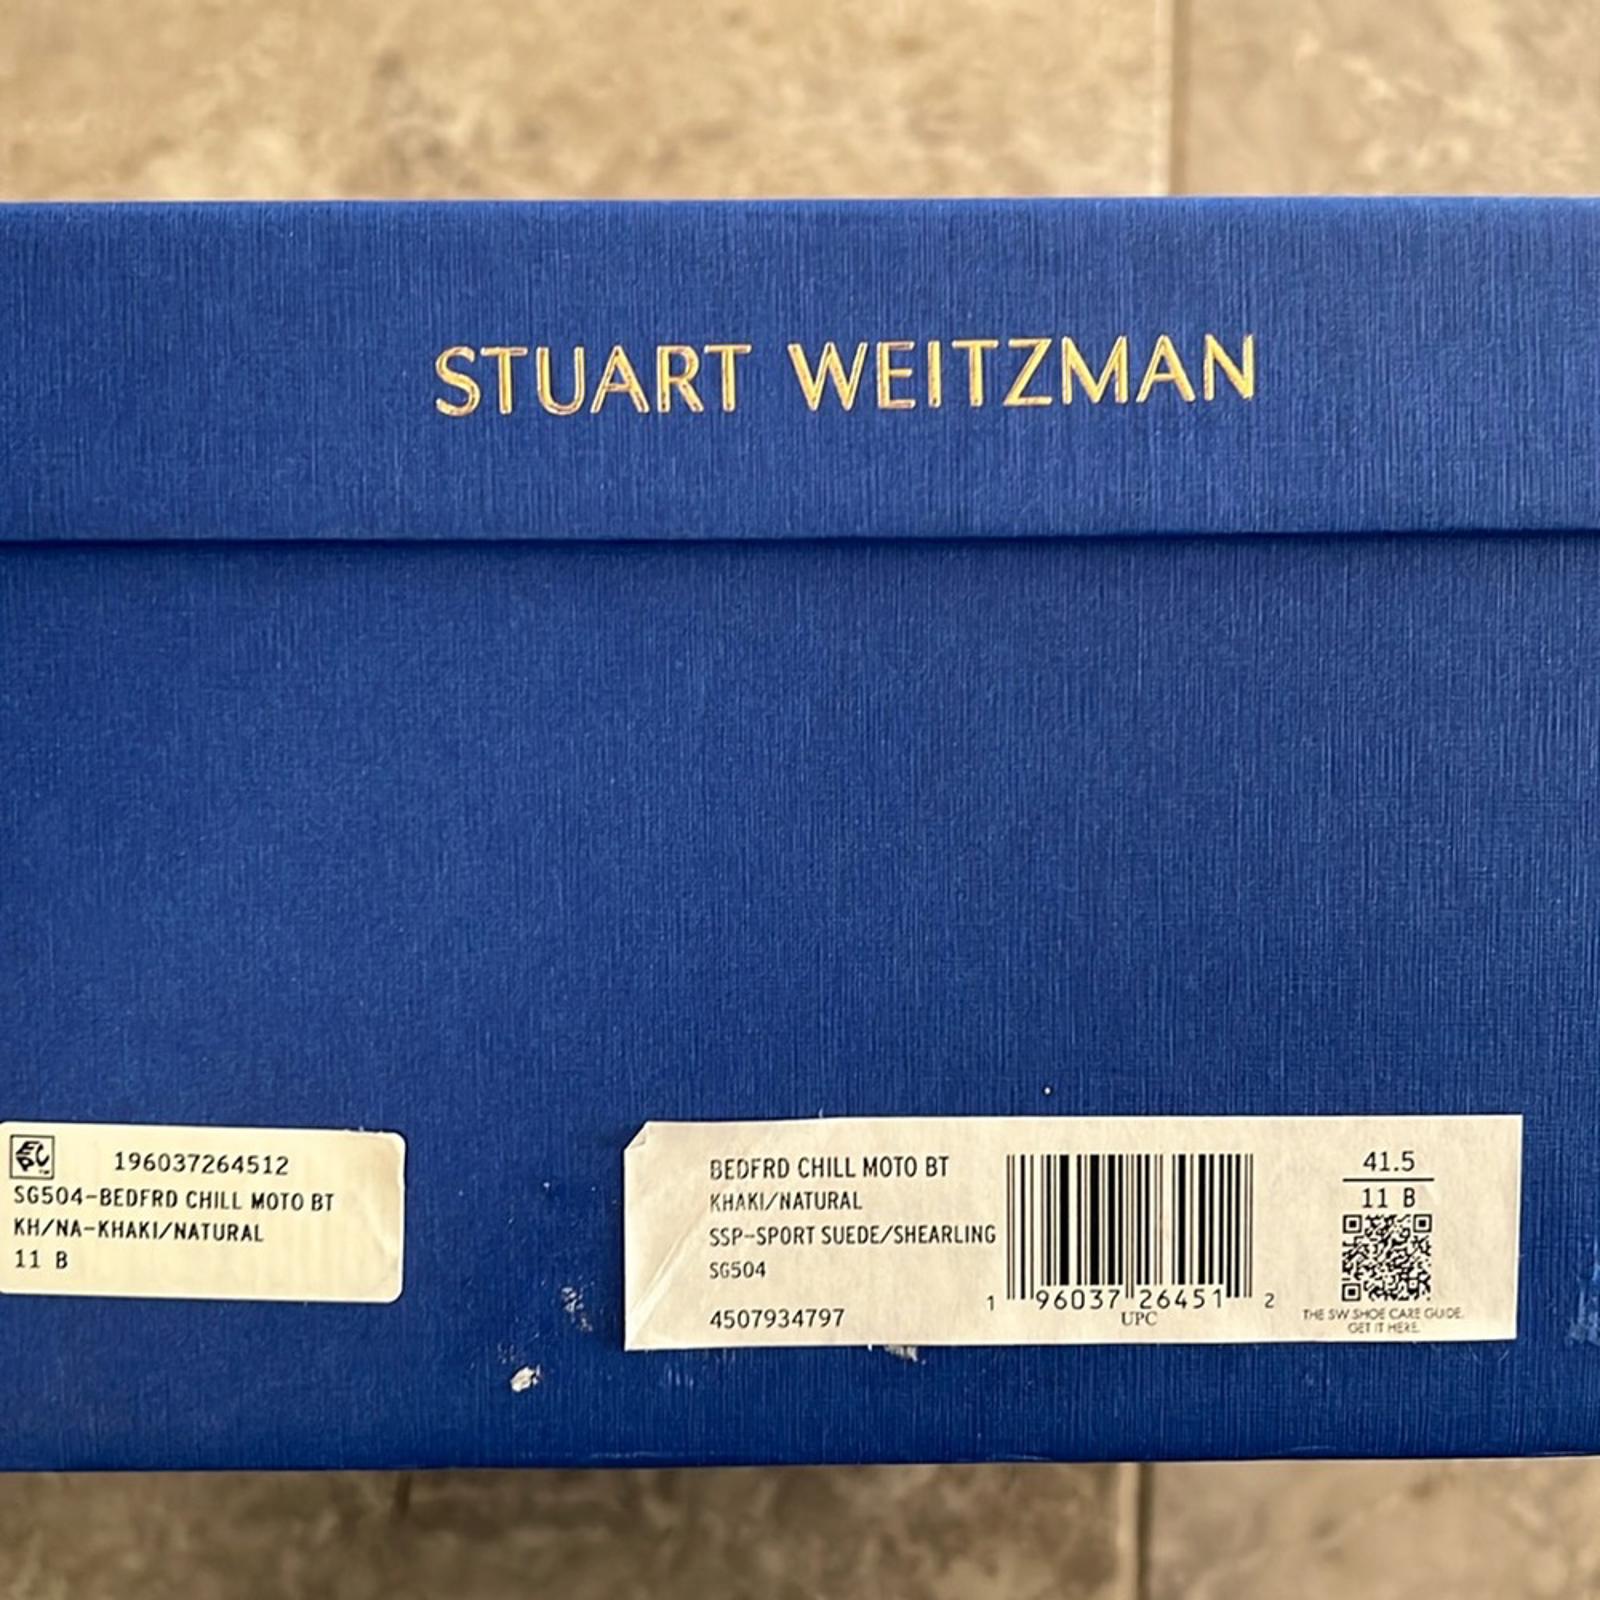 STUART WEITZMAN
196037264512
SG504-BEDFRD CHILL MOTO BT
KH/NA-KHAKI/NATURAL
11 B
BEDFRD CHILL MOTO BT
KHAKI/NATURAL
SSP-SPORT SUEDE/SHEARLING
SG504
4507934797
1 96037 26451 2
UPC
41.5
11 B
THE SW SHOE CARE GUIDE.
GET IT HERE.